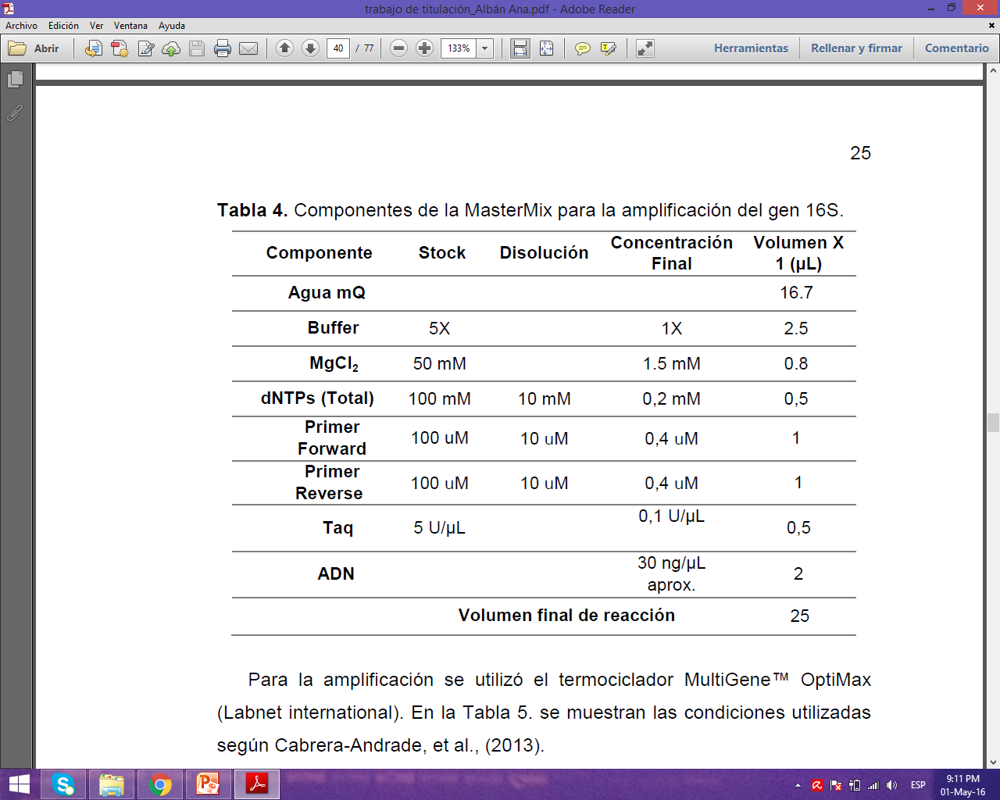 trabajo de titulación_Albán Ana.pdf - Adobe Reader
Archivo Edición Ver Ventana Ayuda
Abrir 40 / 77 133% Herramientas Rellenar y firmar Comentario
25
Tabla 4. Componentes de la MasterMix para la amplificación del gen 16S.
Componente Stock Disolución Concentración Final Volumen X 1 (µL)
Agua mQ 16.7
Buffer 5X 1X 2.5
MgCl₂ 50 mM 1.5 mM 0.8
dNTPs (Total) 100 mM 10 mM 0,2 mM 0,5
Primer Forward 100 uM 10 uM 0,4 uM 1
Primer Reverse 100 uM 10 uM 0,4 uM 1
Taq 5 U/µL 0,1 U/µL 0,5
ADN 30 ng/µL aprox. 2
Volumen final de reacción 25
Para la amplificación se utilizó el termociclador MultiGene™ OptiMax
(Labnet international). En la Tabla 5. se muestran las condiciones utilizadas
según Cabrera-Andrade, et al., (2013).
ESP
9:11 PM
01-May-16